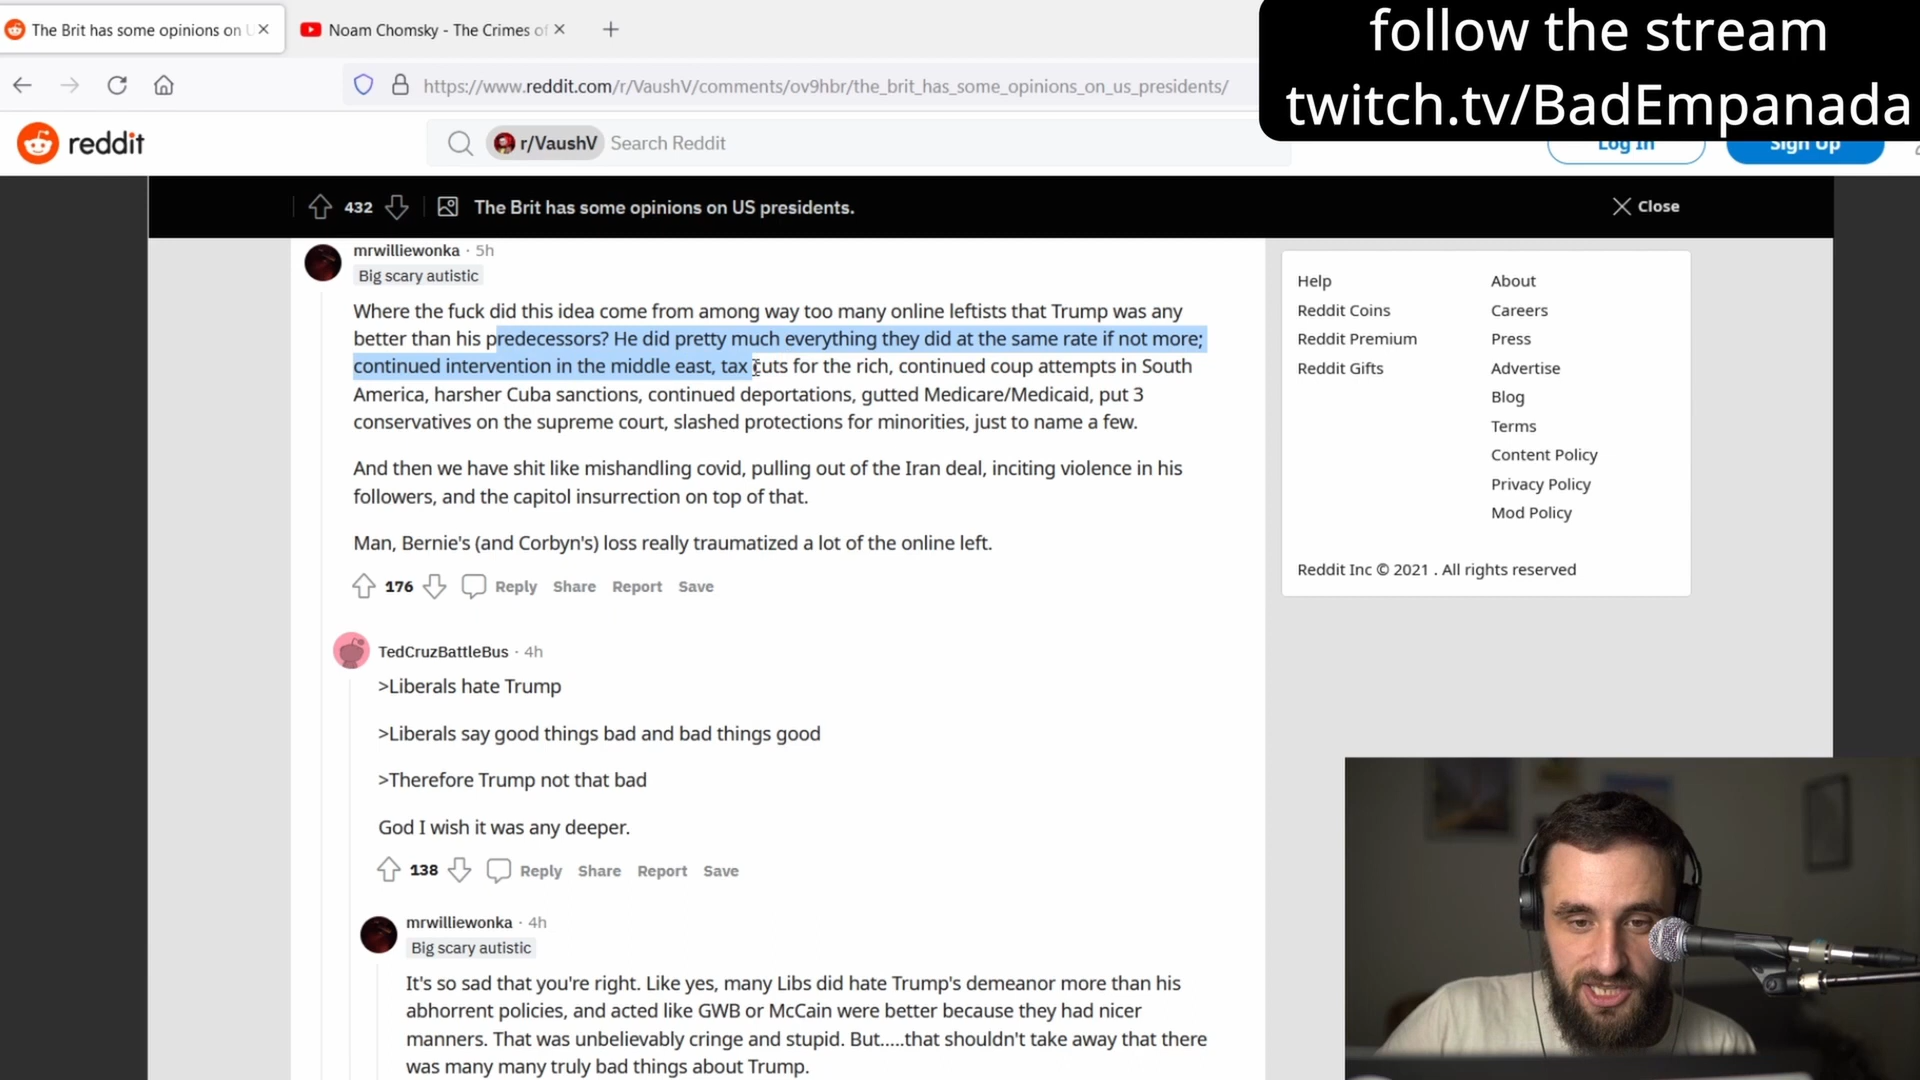 The Brit has some opinions on U
Noam Chomsky - The Crimes of
follow the stream
twitch.tv/BadEmpanada
https://www.reddit.com/r/VaushV/comments/ov9hbr/the_brit_has_some_opinions_on_us_presidents/
reddit
r/VaushV Search Reddit
Log In
Sign Up
432 The Brit has some opinions on US presidents.
Close
mrwilliewonka · 5h
Big scary autistic
Where the fuck did this idea come from among way too many online leftists that Trump was any
better than his predecessors? He did pretty much everything they did at the same rate if not more;
continued intervention in the middle east, tax cuts for the rich, continued coup attempts in South
America, harsher Cuba sanctions, continued deportations, gutted Medicare/Medicaid, put 3
conservatives on the supreme court, slashed protections for minorities, just to name a few.
And then we have shit like mishandling covid, pulling out of the Iran deal, inciting violence in his
followers, and the capitol insurrection on top of that.
Man, Bernie's (and Corbyn's) loss really traumatized a lot of the online left.
176 Reply Share Report Save
TedCruzBattleBus · 4h
>Liberals hate Trump
>Liberals say good things bad and bad things good
>Therefore Trump not that bad
God I wish it was any deeper.
138 Reply Share Report Save
mrwilliewonka · 4h
Big scary autistic
It's so sad that you're right. Like yes, many Libs did hate Trump's demeanor more than his
abhorrent policies, and acted like GWB or McCain were better because they had nicer
manners. That was unbelievably cringe and stupid. But.....that shouldn't take away that there
was many many truly bad things about Trump.
Help
About
Reddit Coins
Careers
Reddit Premium
Press
Reddit Gifts
Advertise
Blog
Terms
Content Policy
Privacy Policy
Mod Policy
Reddit Inc © 2021 . All rights reserved